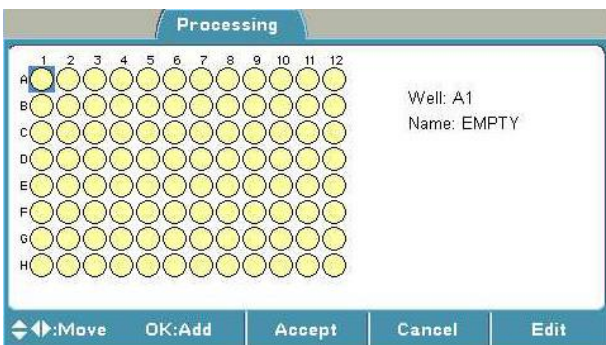 Processing
1 2 3 4 5 6 7 8 9 10 11 12
A
B
C
D
E
F
G
H
Well: A1
Name: EMPTY
:Move OK:Add Accept Cancel Edit